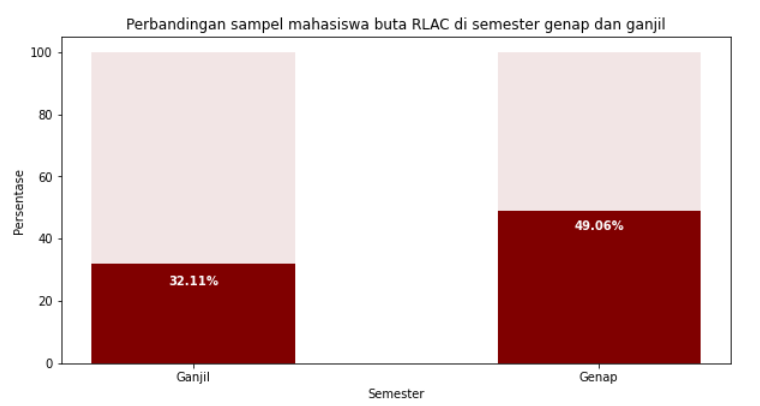 Perbandingan sampel mahasiswa buta RLAC di semester genap dan ganjil
Persentase
100
80
60
40
20
0
32.11%
49.06%
Ganjil
Genap
Semester